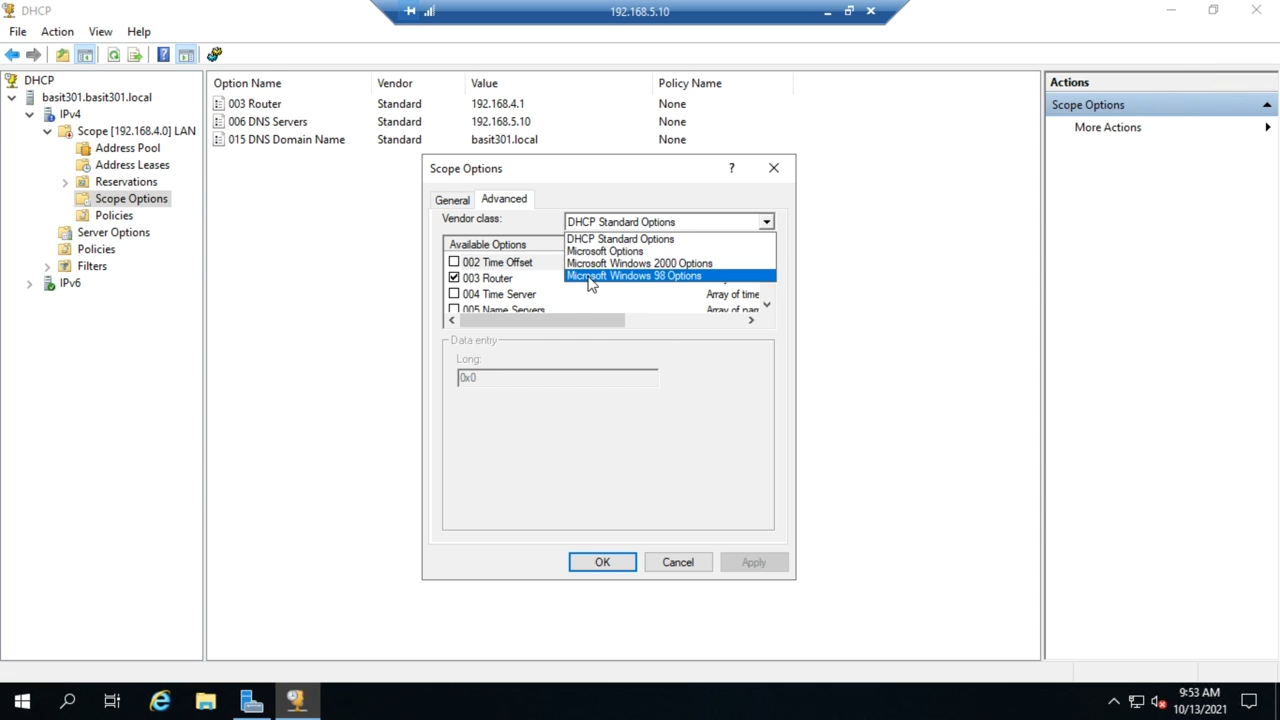 DHCP
192.168.5.10
File Action View Help
DHCP
basit301.basit301.local
IPv4
Scope [192.168.4.0] LAN
Address Pool
Address Leases
Reservations
Scope Options
Policies
Server Options
Policies
Filters
IPv6
Option Name Vendor Value Policy Name
003 Router Standard 192.168.4.1 None
006 DNS Servers Standard 192.168.5.10 None
015 DNS Domain Name Standard basit301.local None
Actions
Scope Options
More Actions
Scope Options
General Advanced
Vendor class: DHCP Standard Options
DHCP Standard Options
Microsoft Options
Microsoft Windows 2000 Options
Microsoft Windows 98 Options
Available Options
002 Time Offset
003 Router
004 Time Server Array of time
005 Name Servers Array of nam
Data entry
Long:
0x0
OK Cancel Apply
9:53 AM
10/13/2021